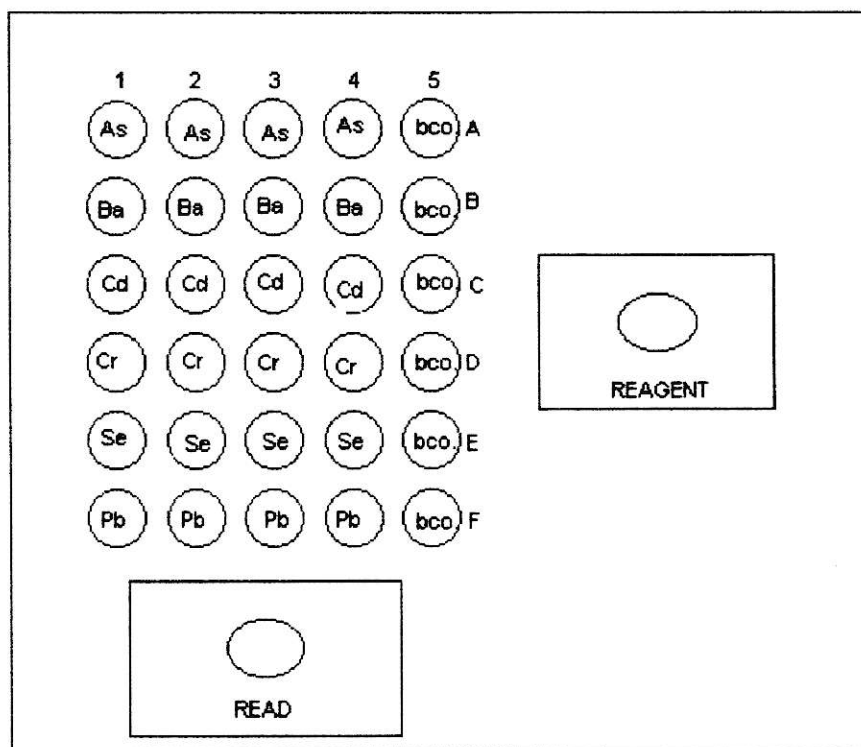 1 2 3 4 5
As As As As bco. A
Ba Ba Ba Ba bco. B
Cd Cd Cd Cd bco. C
Cr Cr Cr Cr bco. D
Se Se Se Se bco. E
Pb Pb Pb Pb bco. F
REAGENT
READ